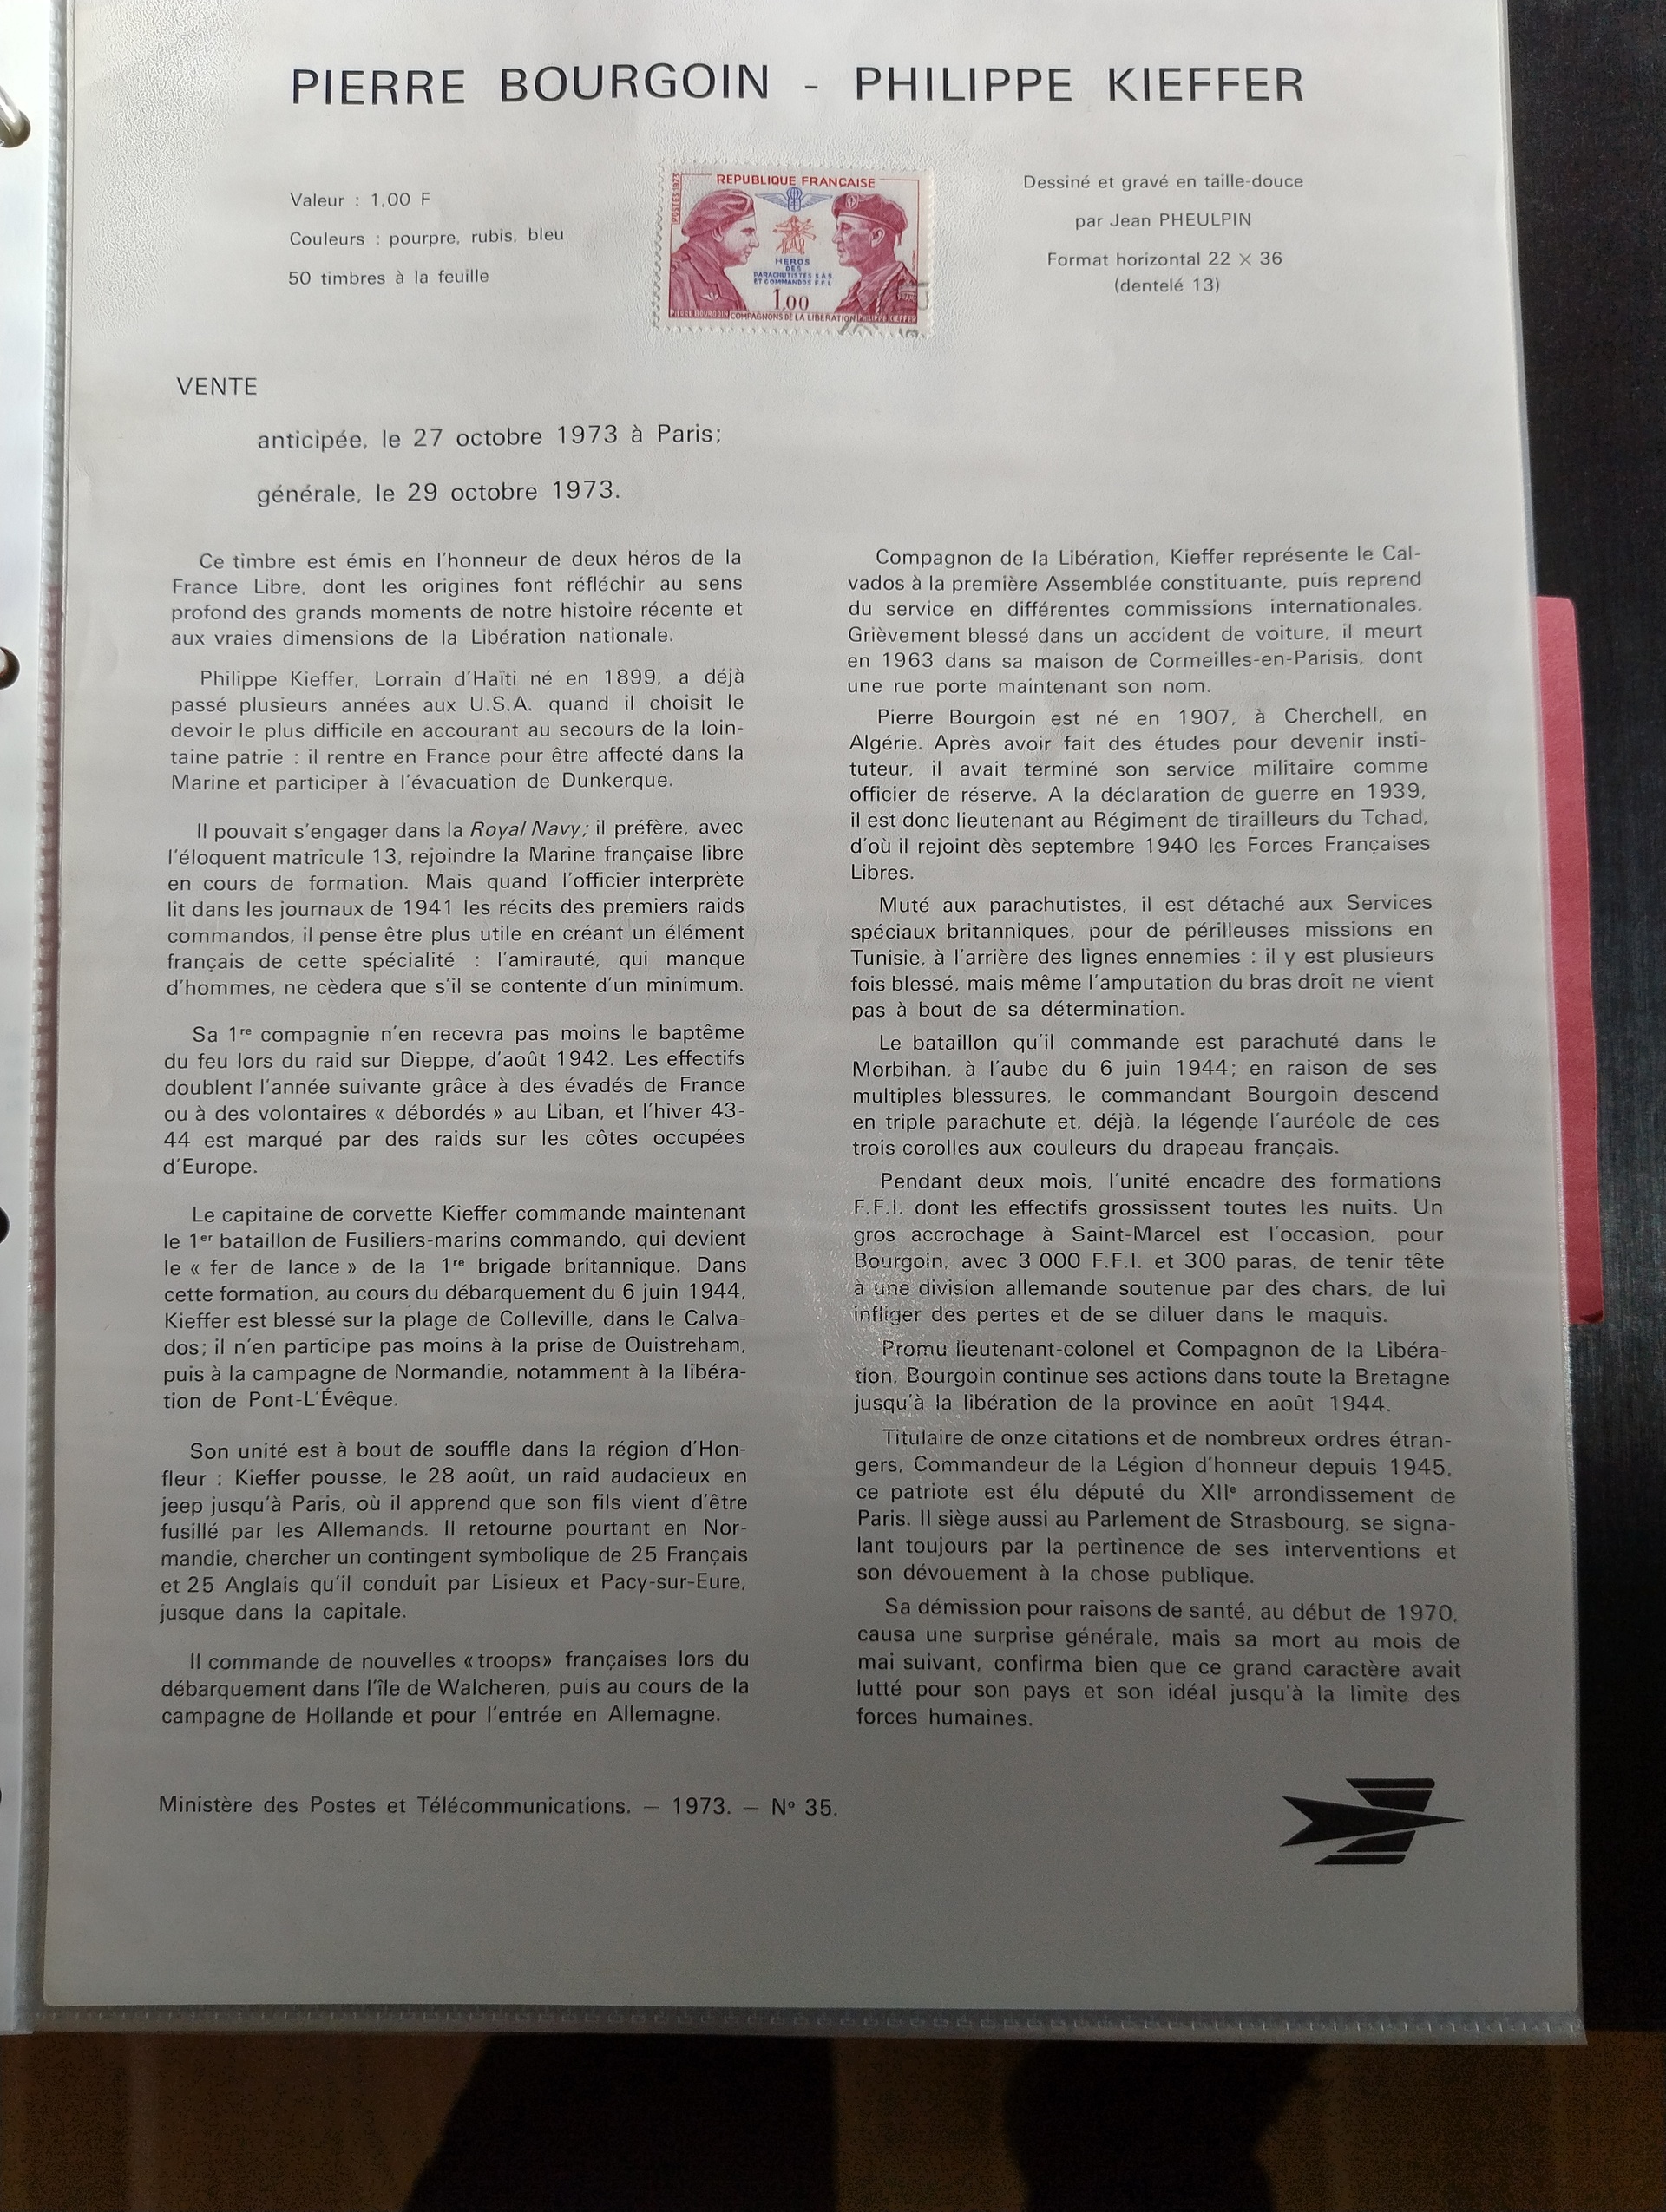 PIERRE BOURGOIN - PHILIPPE KIEFFER
Valeur : 1,00 F
Couleurs : pourpre, rubis, bleu
50 timbres à la feuille
REPUBLIQUE FRANÇAISE
POSTES 1973
HEROS
DES
PARACHUTISTES S.A.S.
ET COMMANDOS F.F.L
1,00
PIERRE BOURGOIN COMPAGNONS DE LA LIBERATION PHILIPPE KIEFFER
Dessiné et gravé en taille-douce
par Jean PHEULPIN
Format horizontal 22 × 36
(dentelé 13)
VENTE
anticipée, le 27 octobre 1973 à Paris;
générale, le 29 octobre 1973.
Ce timbre est émis en l'honneur de deux héros de la
France Libre, dont les origines font réfléchir au sens
profond des grands moments de notre histoire récente et
aux vraies dimensions de la Libération nationale.
Philippe Kieffer, Lorrain d'Haïti né en 1899, a déjà
passé plusieurs années aux U.S.A. quand il choisit le
devoir le plus difficile en accourant au secours de la loin-
taine patrie : il rentre en France pour être affecté dans la
Marine et participer à l'évacuation de Dunkerque.
Il pouvait s'engager dans la Royal Navy; il préfère, avec
l'éloquent matricule 13, rejoindre la Marine française libre
en cours de formation. Mais quand l'officier interprète
lit dans les journaux de 1941 les récits des premiers raids
commandos, il pense être plus utile en créant un élément
français de cette spécialité : l'amirauté, qui manque
d'hommes, ne cèdera que s'il se contente d'un minimum.
Sa 1re compagnie n'en recevra pas moins le baptême
du feu lors du raid sur Dieppe, d'août 1942. Les effectifs
doublent l'année suivante grâce à des évadés de France
ou à des volontaires « débordés » au Liban, et l'hiver 43-
44 est marqué par des raids sur les côtes occupées
d'Europe.
Le capitaine de corvette Kieffer commande maintenant
le 1er bataillon de Fusiliers-marins commando, qui devient
le « fer de lance » de la 1re brigade britannique. Dans
cette formation, au cours du débarquement du 6 juin 1944,
Kieffer est blessé sur la plage de Colleville, dans le Calva-
dos; il n'en participe pas moins à la prise de Ouistreham,
puis à la campagne de Normandie, notamment à la libéra-
tion de Pont-L'Évêque.
Son unité est à bout de souffle dans la région d'Hon-
fleur : Kieffer pousse, le 28 août, un raid audacieux en
jeep jusqu'à Paris, où il apprend que son fils vient d'être
fusillé par les Allemands. Il retourne pourtant en Nor-
mandie, chercher un contingent symbolique de 25 Français
et 25 Anglais qu'il conduit par Lisieux et Pacy-sur-Eure,
jusque dans la capitale.
Il commande de nouvelles « troops » françaises lors du
débarquement dans l'île de Walcheren, puis au cours de la
campagne de Hollande et pour l'entrée en Allemagne.
Compagnon de la Libération, Kieffer représente le Cal-
vados à la première Assemblée constituante, puis reprend
du service en différentes commissions internationales.
Grièvement blessé dans un accident de voiture, il meurt
en 1963 dans sa maison de Cormeilles-en-Parisis, dont
une rue porte maintenant son nom.
Pierre Bourgoin est né en 1907, à Cherchell, en
Algérie. Après avoir fait des études pour devenir insti-
tuteur, il avait terminé son service militaire comme
officier de réserve. A la déclaration de guerre en 1939,
il est donc lieutenant au Régiment de tirailleurs du Tchad,
d'où il rejoint dès septembre 1940 les Forces Françaises
Libres.
Muté aux parachutistes, il est détaché aux Services
spéciaux britanniques, pour de périlleuses missions en
Tunisie, à l'arrière des lignes ennemies : il y est plusieurs
fois blessé, mais même l'amputation du bras droit ne vient
pas à bout de sa détermination.
Le bataillon qu'il commande est parachuté dans le
Morbihan, à l'aube du 6 juin 1944; en raison de ses
multiples blessures, le commandant Bourgoin descend
en triple parachute et, déjà, la légende l'auréole de ces
trois corolles aux couleurs du drapeau français.
Pendant deux mois, l'unité encadre des formations
F.F.I. dont les effectifs grossissent toutes les nuits. Un
gros accrochage à Saint-Marcel est l'occasion, pour
Bourgoin, avec 3 000 F.F.I. et 300 paras, de tenir tête
à une division allemande soutenue par des chars, de lui
infliger des pertes et de se diluer dans le maquis.
Promu lieutenant-colonel et Compagnon de la Libéra-
tion, Bourgoin continue ses actions dans toute la Bretagne
jusqu'à la libération de la province en août 1944.
Titulaire de onze citations et de nombreux ordres étran-
gers, Commandeur de la Légion d'honneur depuis 1945,
ce patriote est élu député du XIIe arrondissement de
Paris. Il siège aussi au Parlement de Strasbourg, se signa-
lant toujours par la pertinence de ses interventions et
son dévouement à la chose publique.
Sa démission pour raisons de santé, au début de 1970,
causa une surprise générale, mais sa mort au mois de
mai suivant, confirma bien que ce grand caractère avait
lutté pour son pays et son idéal jusqu'à la limite des
forces humaines.
Ministère des Postes et Télécommunications. — 1973. — No 35.